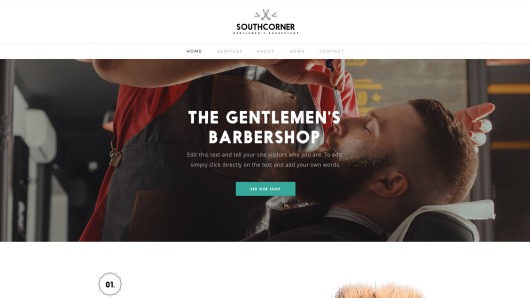 SOUTHCORNER
GENTLEMEN'S BARBERSHOP
HOME SERVICES ABOUT NEWS CONTACT
THE GENTLEMEN'S
BARBERSHOP
Edit this text and tell your site visitors who you are. To edit,
simply click directly on the text and add your own words.
SEE OUR SHOP
01.